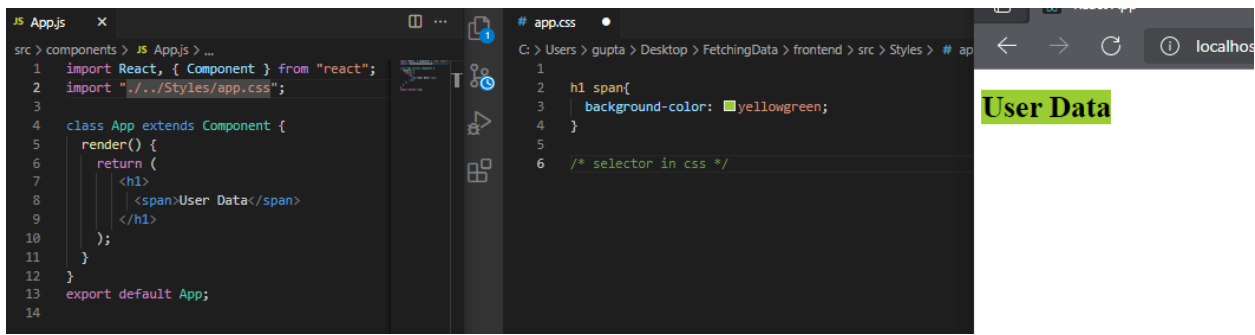 JS App.js ×
src > components > JS App.js > ...
1 import React, { Component } from "react";
2 import "./../Styles/app.css";
3
4 class App extends Component {
5 render() {
6 return (
7 <h1>
8 <span>User Data</span>
9 </h1>
10 );
11 }
12 }
13 export default App;
14
T
1
# app.css ●
C: > Users > gupta > Desktop > FetchingData > frontend > src > Styles > # ap
1
2 h1 span{
3 background-color: yellowgreen;
4 }
5
6 /* selector in css */
localhos
User Data